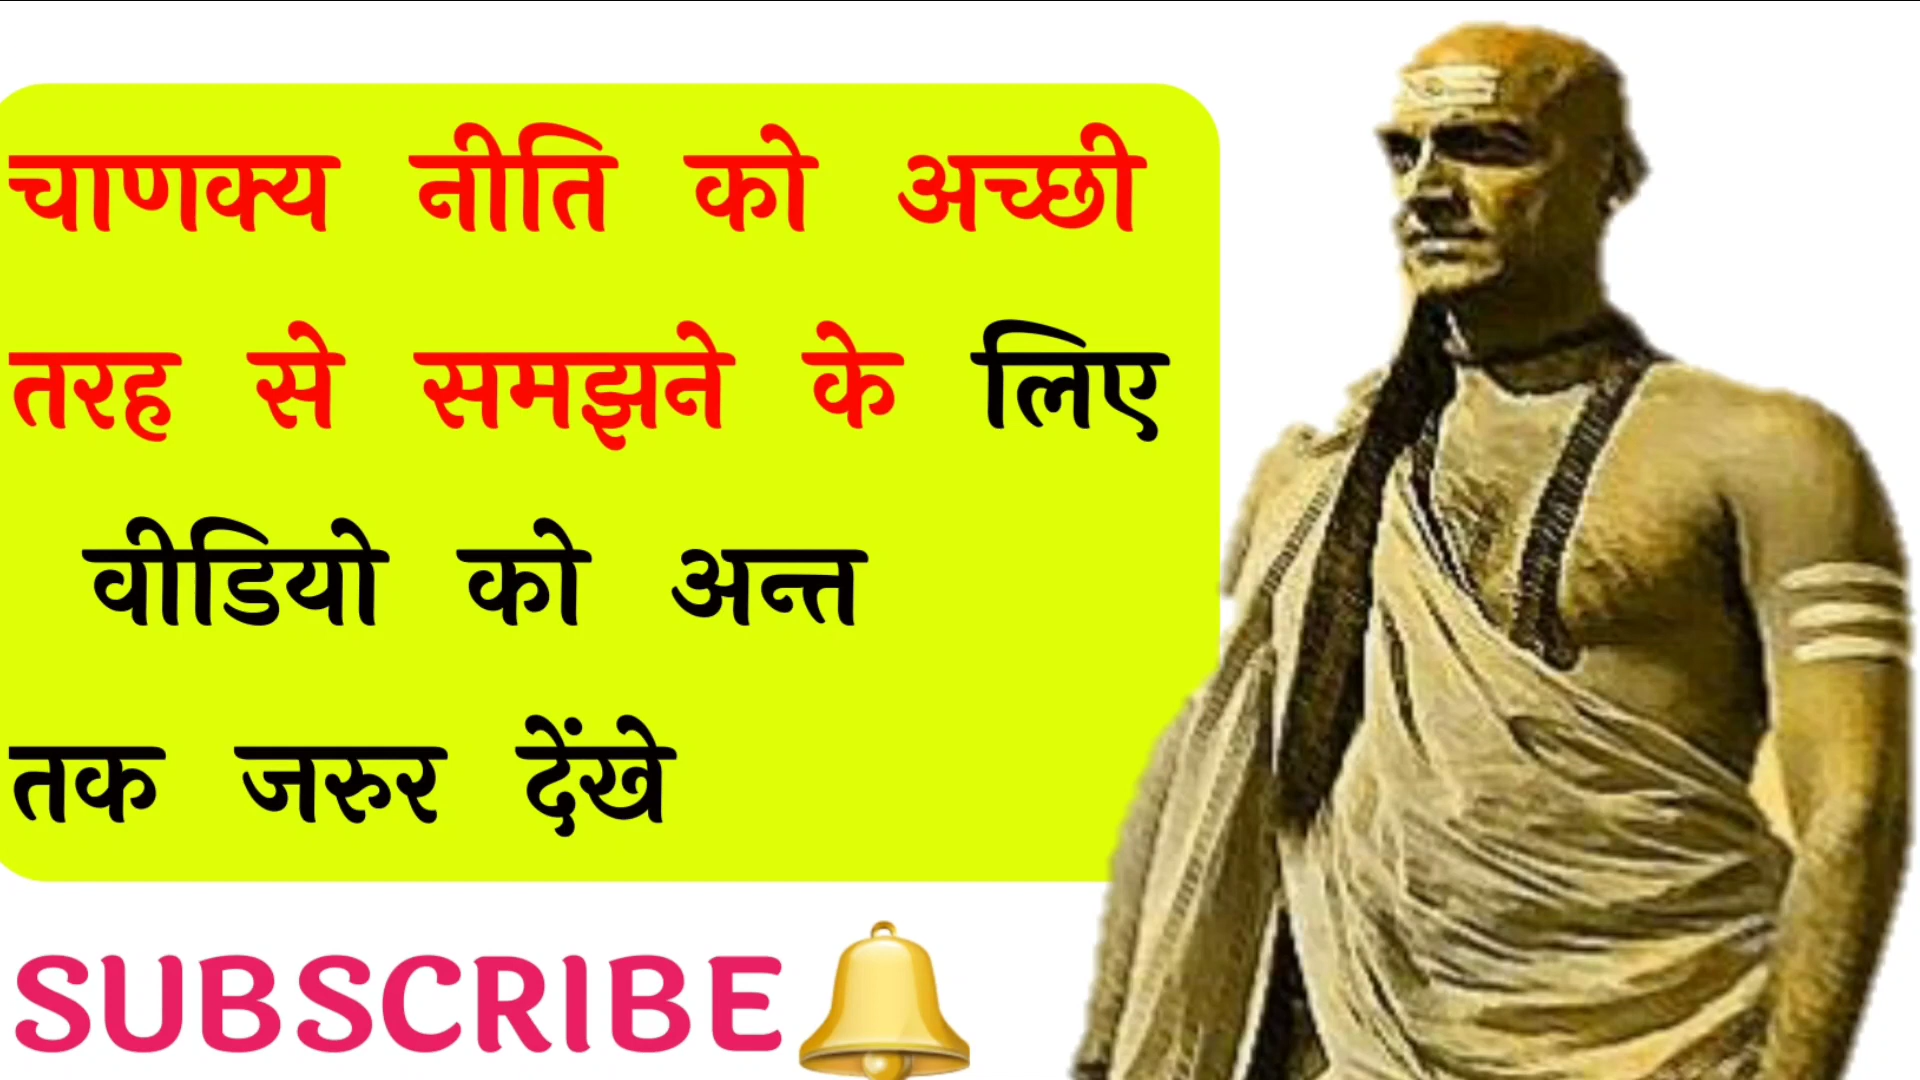 चाणक्य नीति को अच्छी
तरह से समझने के लिए
वीडियो को अन्त
तक जरुर देंखे
SUBSCRIBE